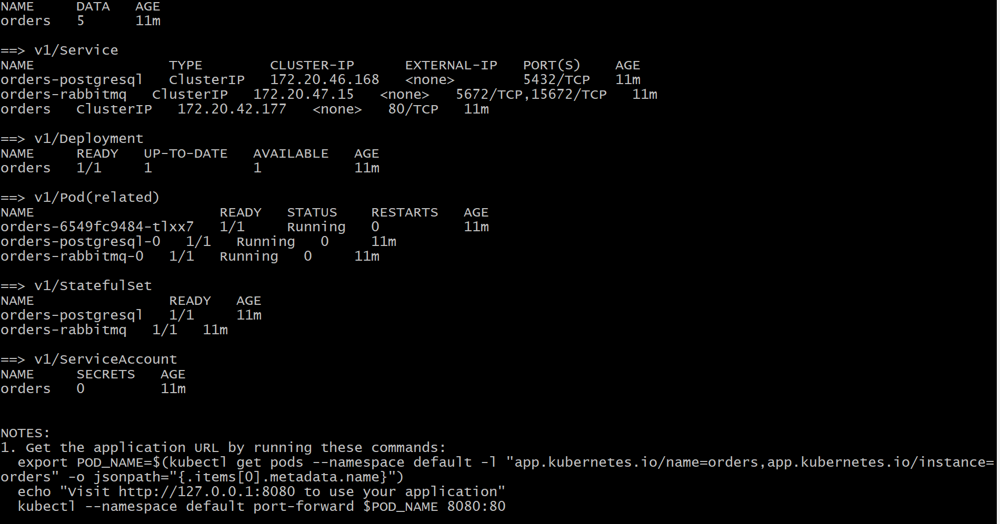 NAME     DATA   AGE
orders   5      11m
==> v1/Service
NAME                TYPE        CLUSTER-IP      EXTERNAL-IP   PORT(S)    AGE
orders-postgresql   ClusterIP   172.20.46.168   <none>        5432/TCP   11m
orders-rabbitmq   ClusterIP   172.20.47.15   <none>   5672/TCP,15672/TCP   11m
orders   ClusterIP   172.20.42.177   <none>   80/TCP   11m
==> v1/Deployment
NAME     READY   UP-TO-DATE   AVAILABLE   AGE
orders   1/1     1            1           11m
==> v1/Pod(related)
NAME                      READY   STATUS    RESTARTS   AGE
orders-6549fc9484-tlxx7   1/1     Running   0          11m
orders-postgresql-0   1/1   Running   0     11m
orders-rabbitmq-0   1/1   Running   0     11m
==> v1/StatefulSet
NAME                READY   AGE
orders-postgresql   1/1     11m
orders-rabbitmq   1/1   11m
==> v1/ServiceAccount
NAME     SECRETS   AGE
orders   0         11m
NOTES:
1. Get the application URL by running these commands:
  export POD_NAME=$(kubectl get pods --namespace default -l "app.kubernetes.io/name=orders,app.kubernetes.io/instance=
orders" -o jsonpath="{.items[0].metadata.name}")
  echo "Visit http://127.0.0.1:8080 to use your application"
  kubectl --namespace default port-forward $POD_NAME 8080:80